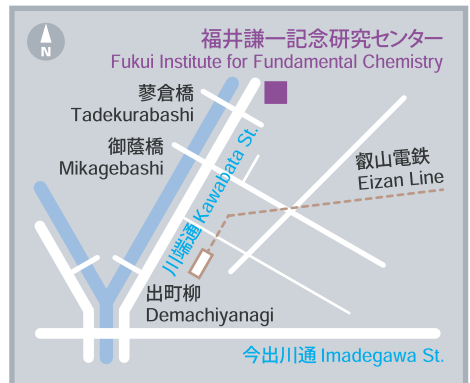 N
福井謙一記念研究センター
Fukui Institute for Fundamental Chemistry
蓼倉橋
Tadekurabashi
御蔭橋
Mikagebashi
叡山電鉄
Eizan Line
川端通 Kawabata St.
出町柳
Demachiyanagi
今出川通 Imadegawa St.